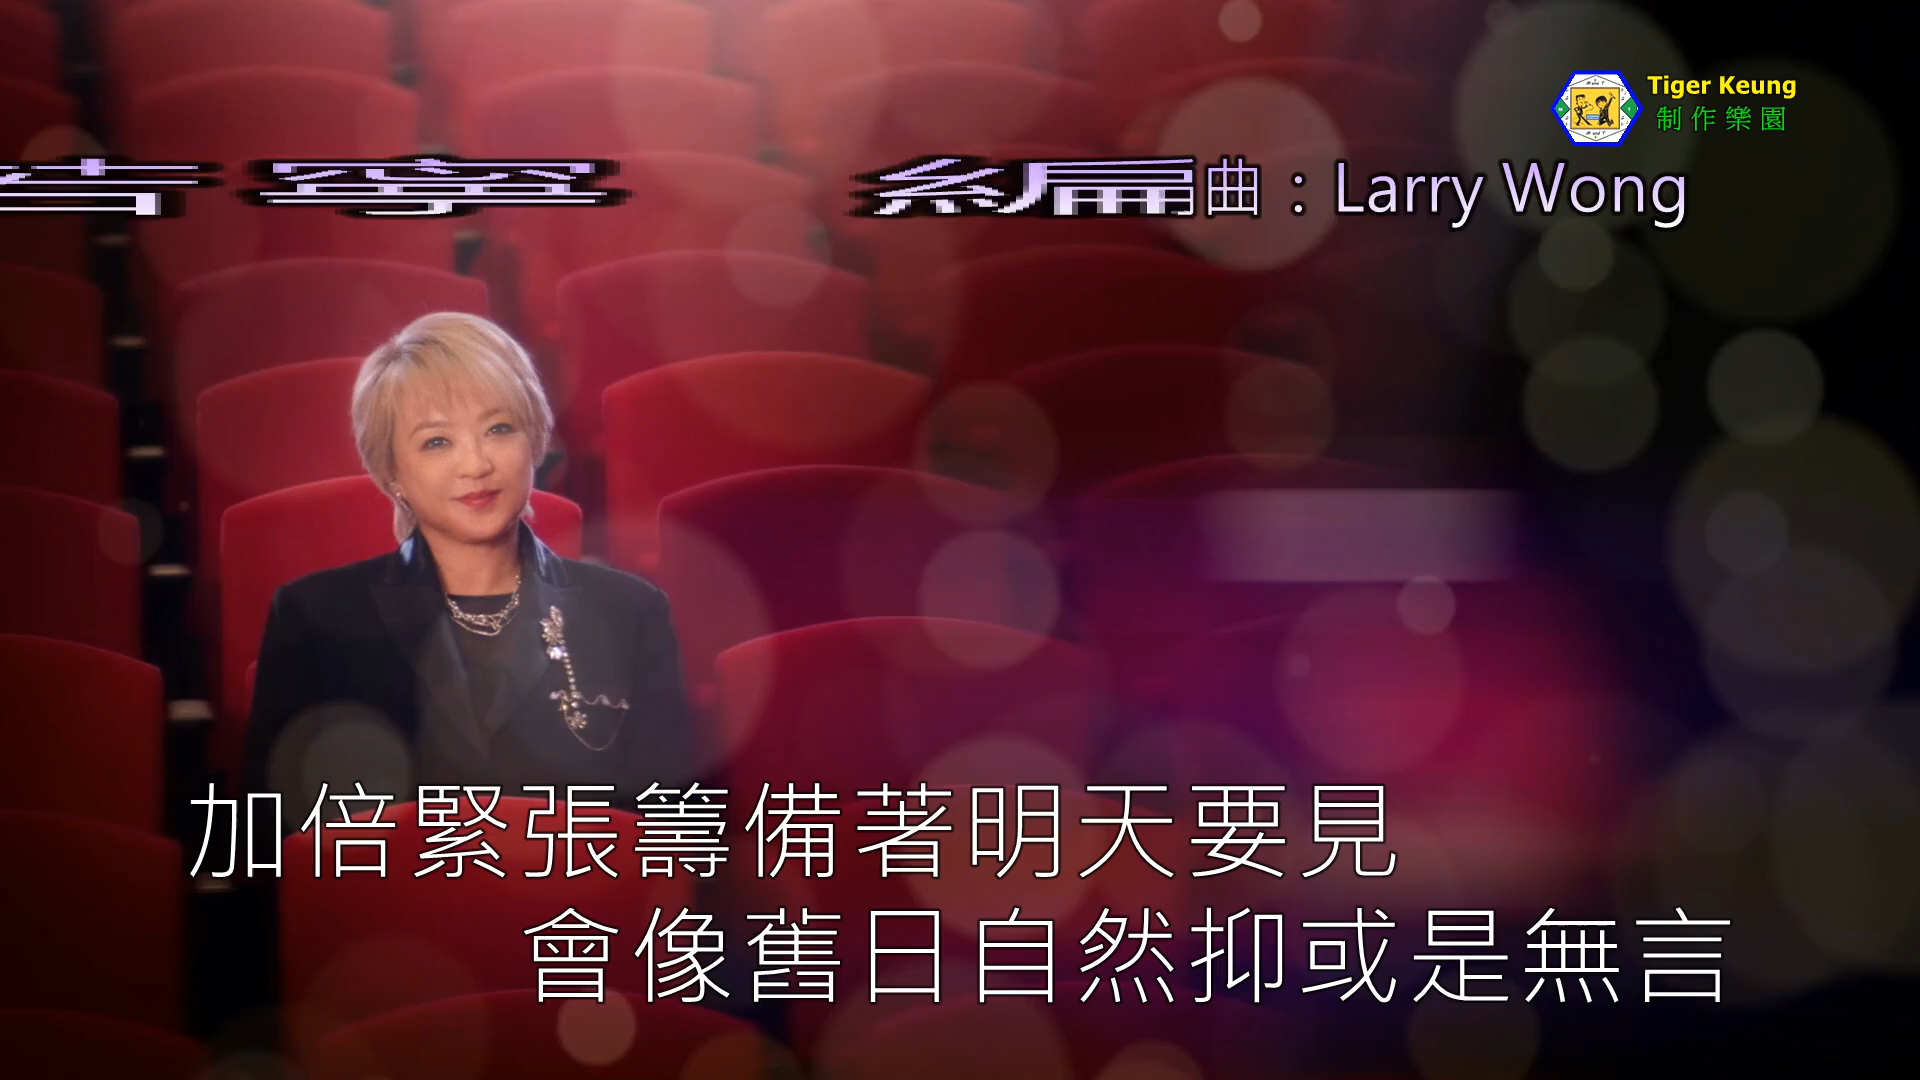 Tiger Keung
制作樂園
編曲：Larry Wong
加倍緊張籌備著明天要見
會像舊日自然抑或是無言